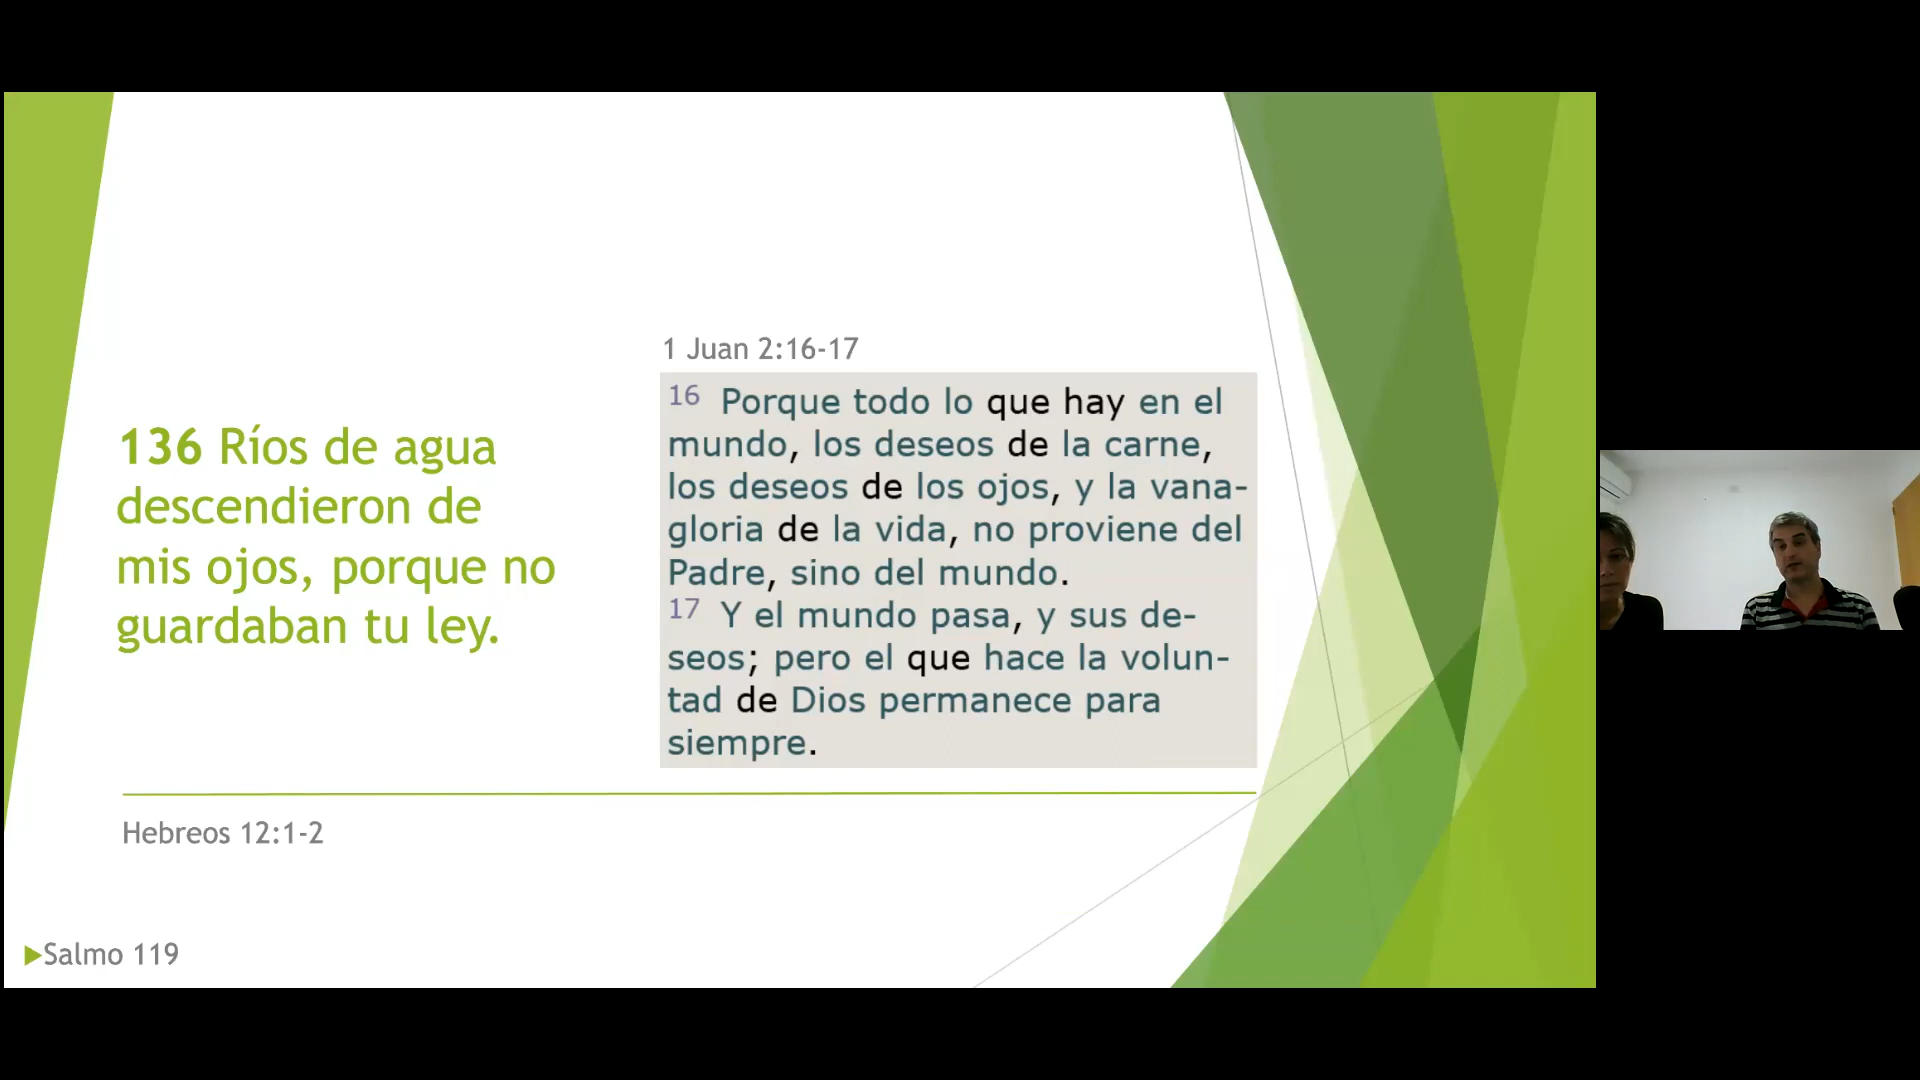 136 Ríos de agua
descendieron de
mis ojos, porque no
guardaban tu ley.
1 Juan 2:16-17
16 Porque todo lo que hay en el
mundo, los deseos de la carne,
los deseos de los ojos, y la vana-
gloria de la vida, no proviene del
Padre, sino del mundo.
17 Y el mundo pasa, y sus de-
seos; pero el que hace la volun-
tad de Dios permanece para
siempre.
Hebreos 12:1-2
Salmo 119